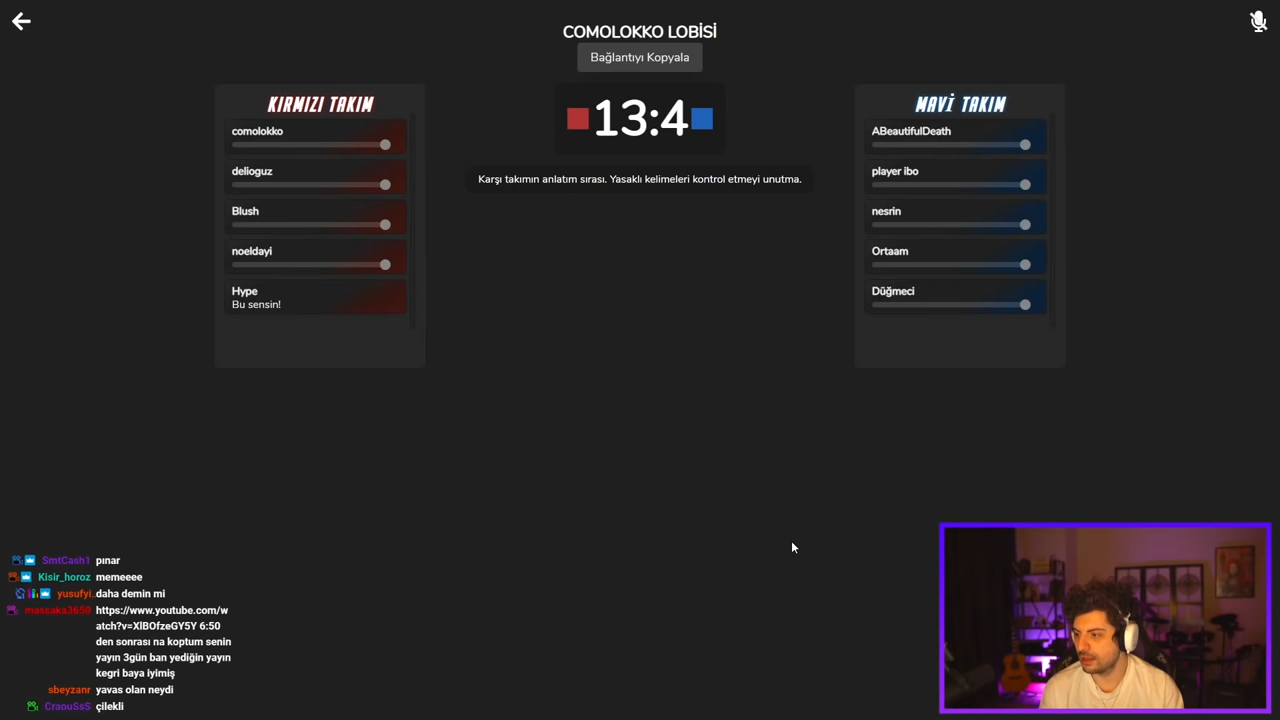 COMOLOKKO LOBİSİ
Bağlantıyı Kopyala
KIRMIZI TAKIM
comolokko
delioguz
Blush
noeldayi
Hype
Bu sensin!
13:4
Karşı takımın anlatım sırası. Yasaklı kelimeleri kontrol etmeyi unutma.
MAVİ TAKIM
ABeautifulDeath
player ibo
nesrin
Ortaam
Düğmeci
SmtCash1 pınar
Kisir_horoz memeeee
yusufyi.. daha demin mi
massaka3650 https://www.youtube.com/w
atch?v=XlBOfzeGY5Y 6:50
den sonrası na koptum senin
yayın 3gün ban yediğin yayın
kegri baya iyimiş
sbeyzanr yavas olan neydi
CraouSsS çilekli